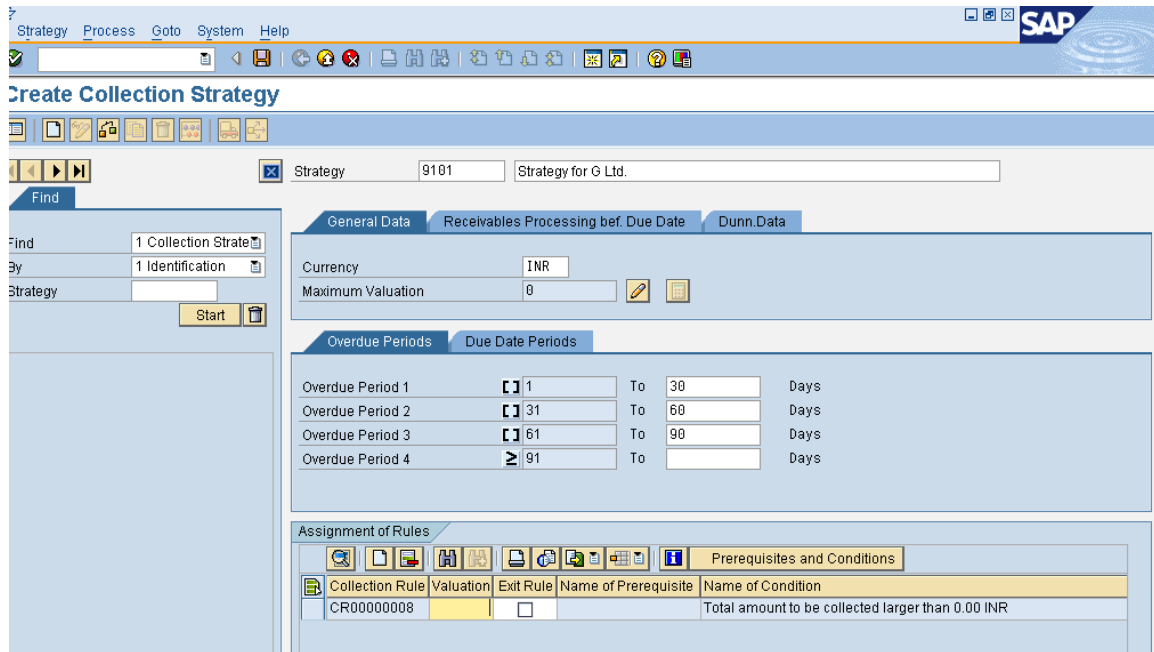 Strategy Process Goto System Help
SAP
Create Collection Strategy
Strategy 9101 Strategy for G Ltd.
Find
Find 1 Collection Strate
By 1 Identification
Strategy
Start
General Data Receivables Processing bef. Due Date Dunn.Data
Currency INR
Maximum Valuation 0
Overdue Periods Due Date Periods
Overdue Period 1 [ ] 1 To 30 Days
Overdue Period 2 [ ] 31 To 60 Days
Overdue Period 3 [ ] 61 To 90 Days
Overdue Period 4 ≥ 91 To Days
Assignment of Rules
Prerequisites and Conditions
Collection Rule Valuation Exit Rule Name of Prerequisite Name of Condition
CR00000008 Total amount to be collected larger than 0.00 INR